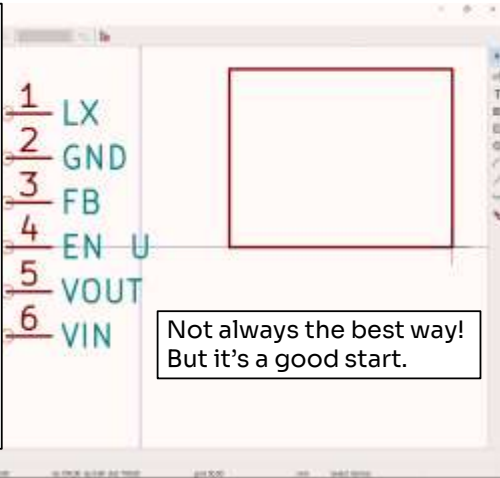 1 LX
2 GND
3 FB
4 EN U
5 VOUT
6 VIN
Not always the best way!
But it's a good start.